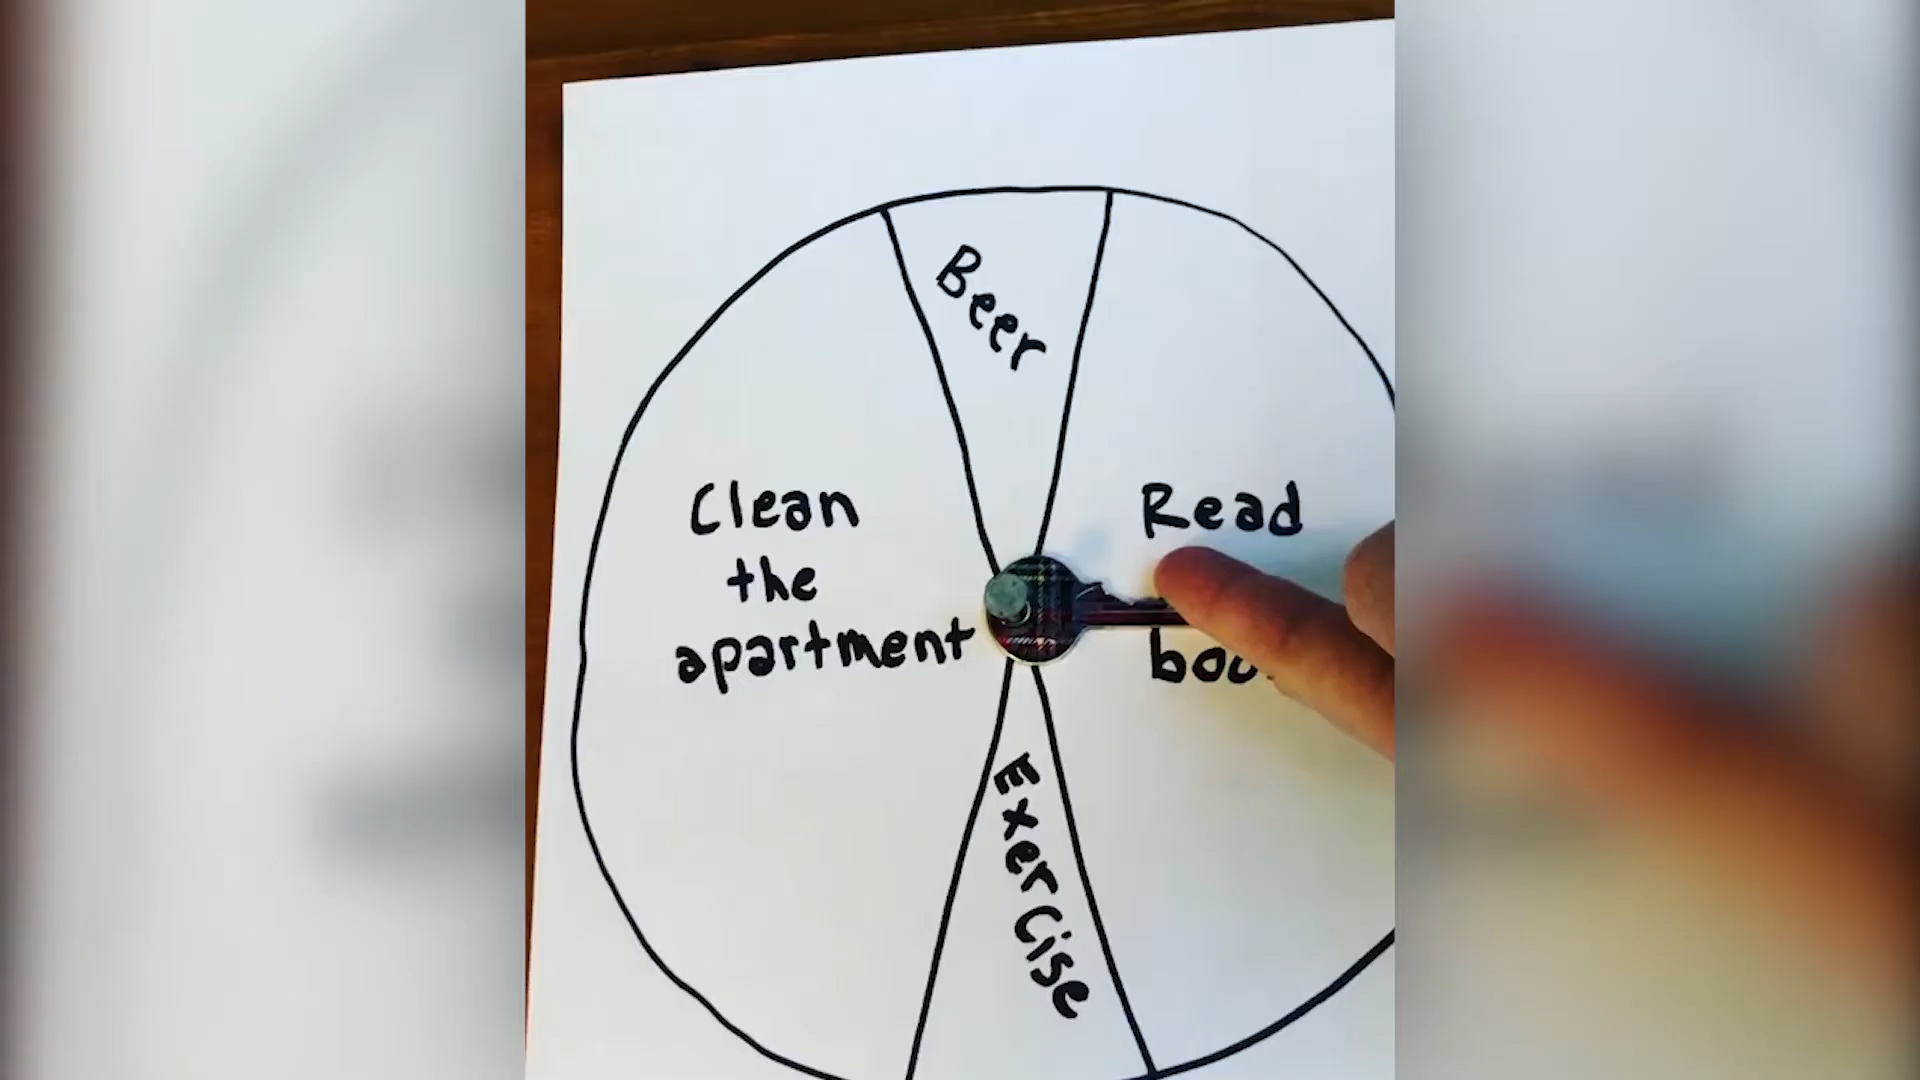 Beer
Clean
the
apartment
Read
Exercise